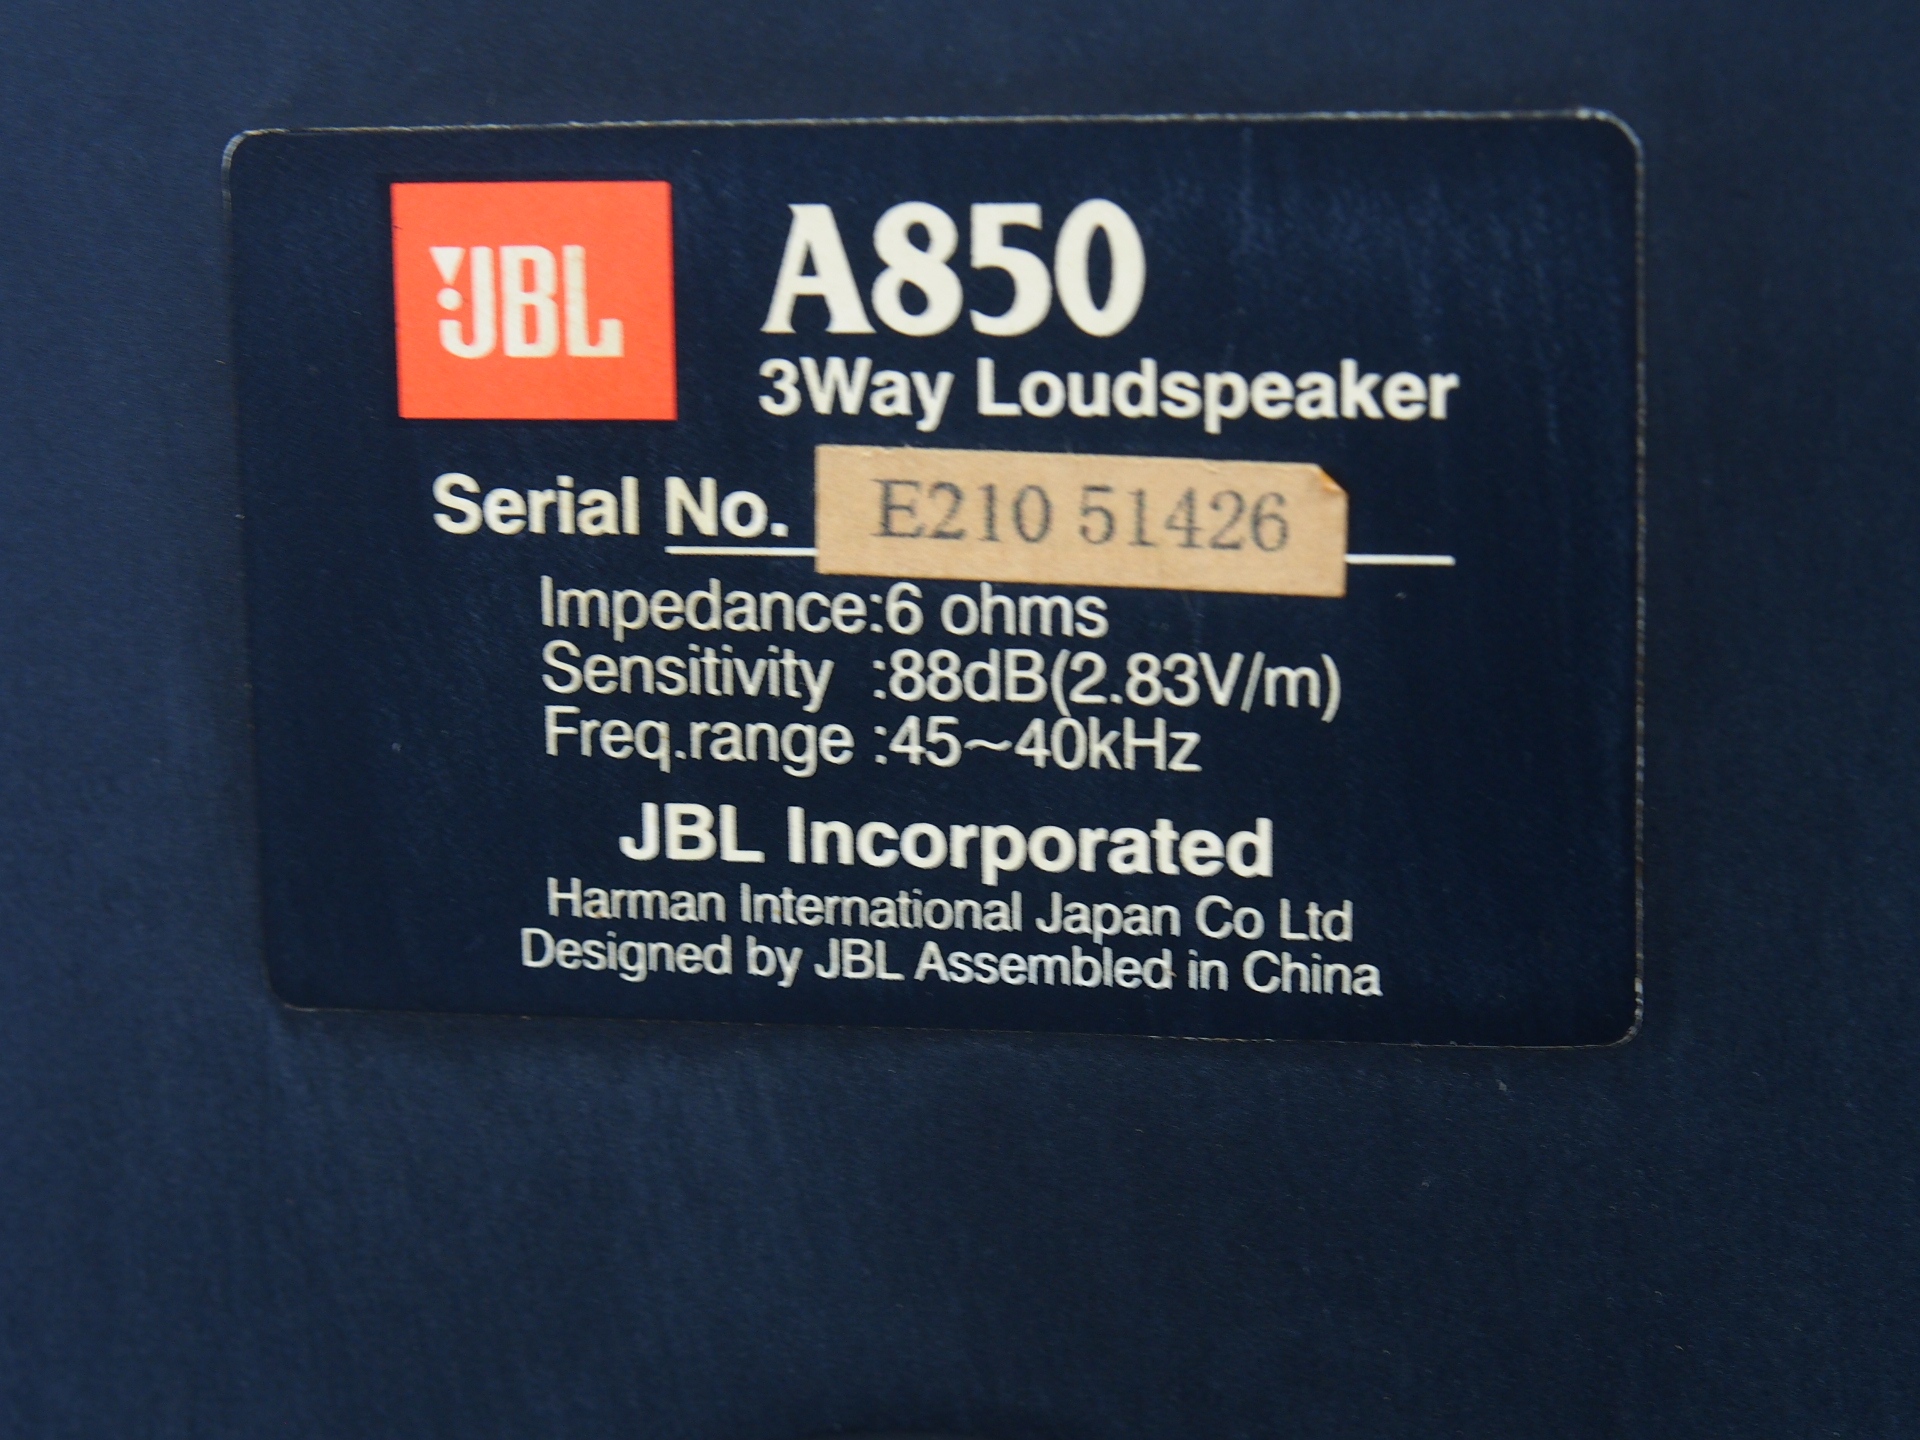 JBL
A850
3Way Loudspeaker
Serial No. E210 51426
Impedance:6 ohms
Sensitivity :88dB(2.83V/m)
Freq.range :45~40kHz
JBL Incorporated
Harman International Japan Co Ltd
Designed by JBL Assembled in China